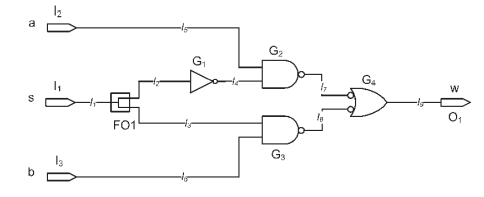 a I₂ l₅
s I₁ l₁ FO1 l₂ G₁ l₄ G₂ l₇ G₄ l₉ w O₁
l₃ G₃ l₈
b I₃ l₆